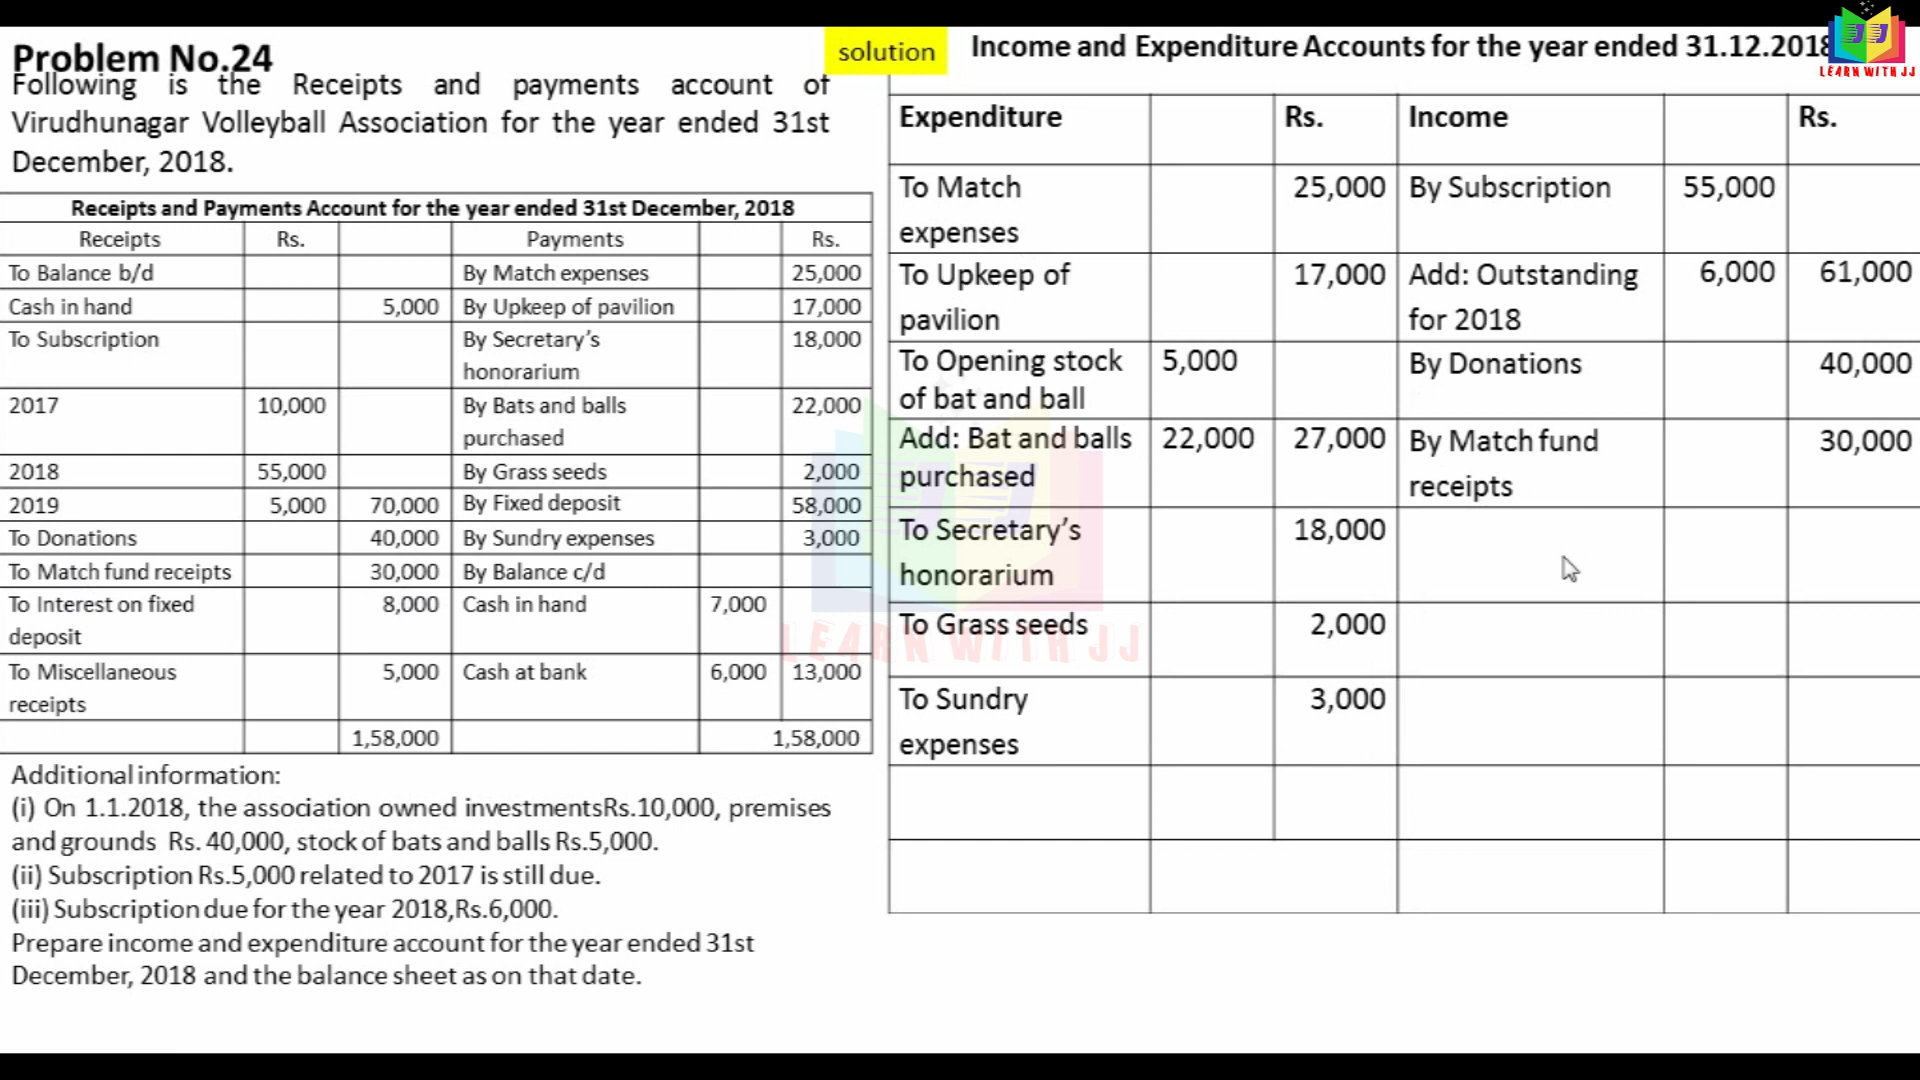 Problem No.24
Following is the Receipts and payments account of
Virudhunagar Volleyball Association for the year ended 31st
December, 2018.
Receipts and Payments Account for the year ended 31st December, 2018
Receipts Rs. Payments Rs.
To Balance b/d By Match expenses 25,000
Cash in hand 5,000 By Upkeep of pavilion 17,000
To Subscription By Secretary's 18,000
honorarium
2017 10,000 By Bats and balls 22,000
purchased
2018 55,000 By Grass seeds 2,000
2019 5,000 70,000 By Fixed deposit 58,000
To Donations 40,000 By Sundry expenses 3,000
To Match fund receipts 30,000 By Balance c/d
To Interest on fixed 8,000 Cash in hand 7,000
deposit
To Miscellaneous 5,000 Cash at bank 6,000 13,000
receipts
1,58,000 1,58,000
Additional information:
(i) On 1.1.2018, the association owned investmentsRs.10,000, premises
and grounds Rs. 40,000, stock of bats and balls Rs.5,000.
(ii) Subscription Rs.5,000 related to 2017 is still due.
(iii) Subscription due for the year 2018,Rs.6,000.
Prepare income and expenditure account for the year ended 31st
December, 2018 and the balance sheet as on that date.
solution
Income and Expenditure Accounts for the year ended 31.12.2018
Expenditure Rs. Income Rs.
To Match 25,000 By Subscription 55,000
expenses
To Upkeep of 17,000 Add: Outstanding 6,000 61,000
pavilion for 2018
To Opening stock 5,000 By Donations 40,000
of bat and ball
Add: Bat and balls 22,000 27,000 By Match fund 30,000
purchased receipts
To Secretary's 18,000
honorarium
To Grass seeds 2,000
To Sundry 3,000
expenses
LEARN WITH JJ
LEARN WITH JJ